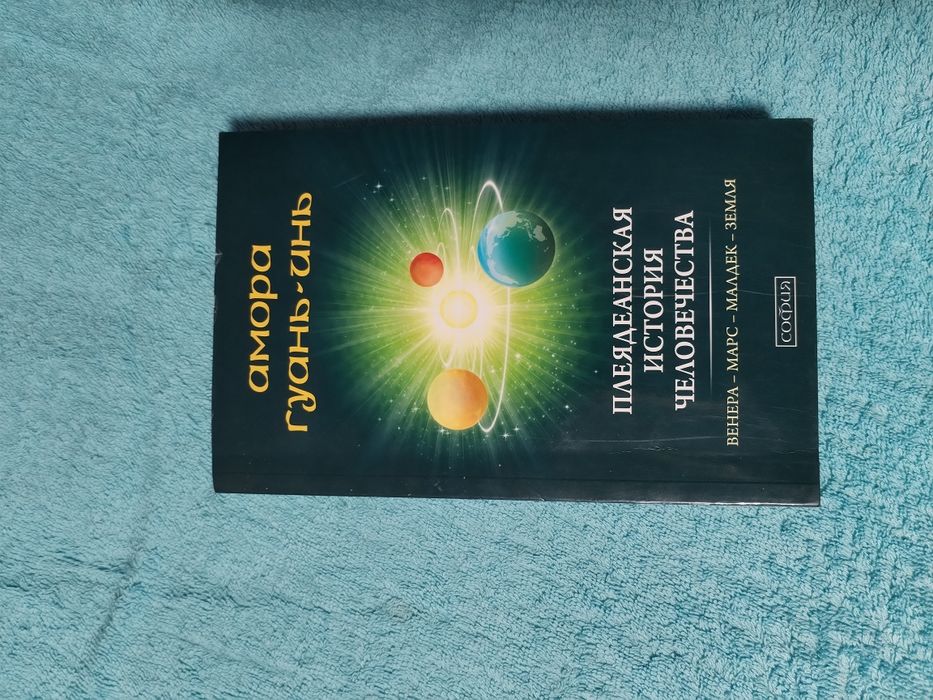 амора
гуань-инь
ПЛЕЯДЕАНСКАЯ
ИСТОРИЯ
ЧЕЛОВЕЧЕСТВА
ВЕНЕРА – МАРС – МАЛДЕК – ЗЕМЛЯ
СОФИЯ